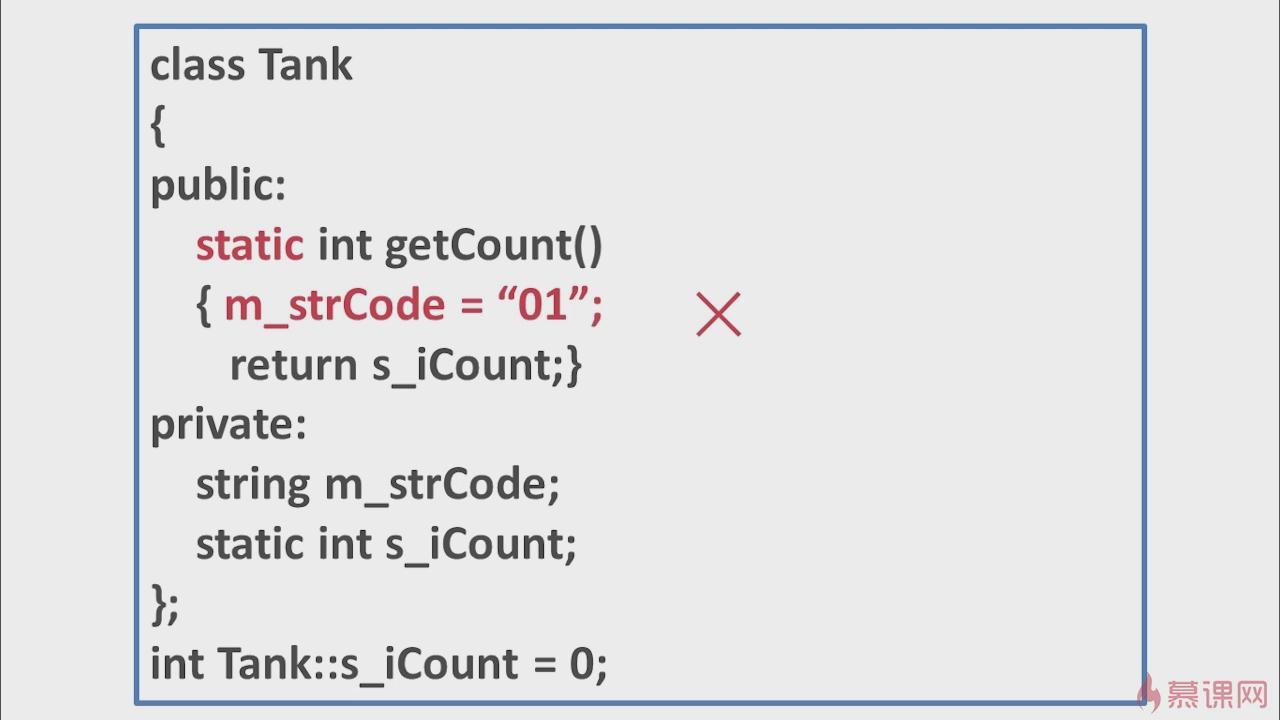 class Tank
{
public:
static int getCount()
{ m_strCode = “01”;
return s_iCount;}
private:
string m_strCode;
static int s_iCount;
};
int Tank::s_iCount = 0;
慕课网